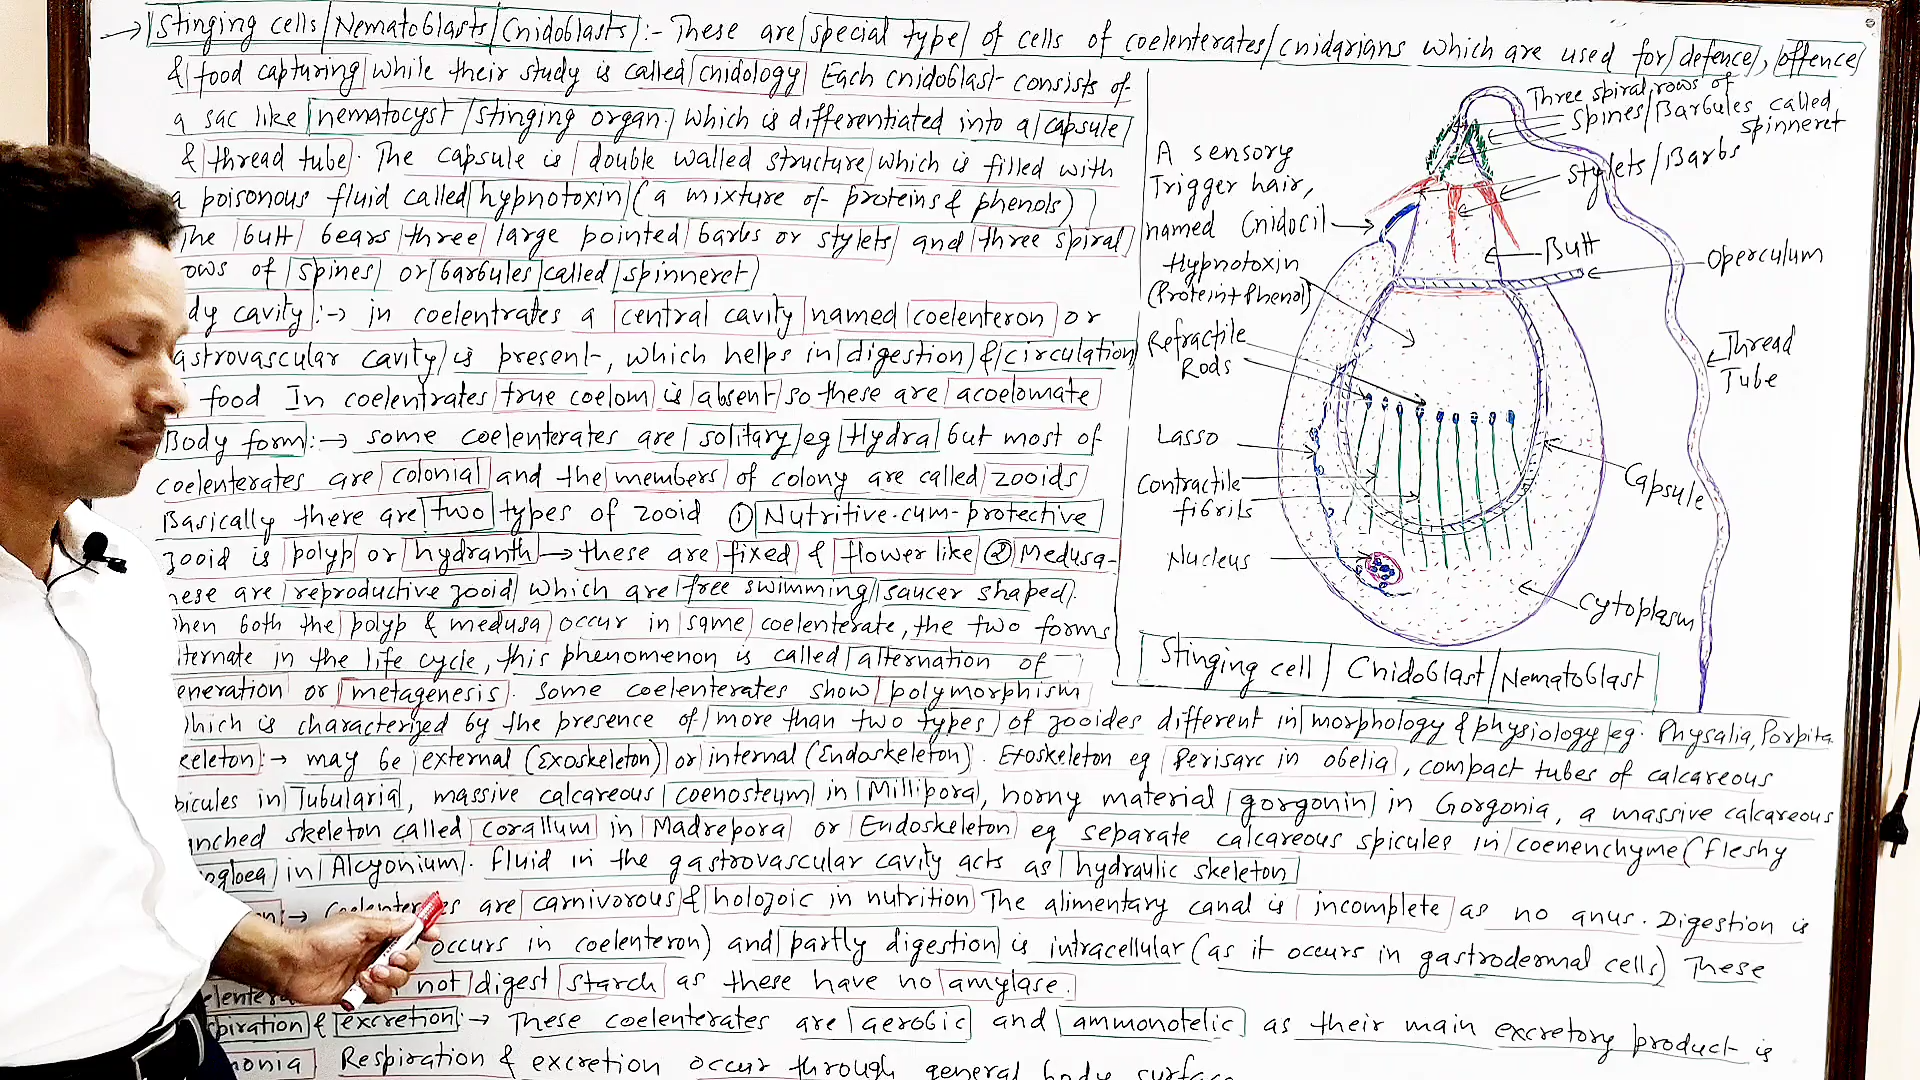 → Stinging cells/Nematoblasts/Cnidoblasts:- These are special type of cells of coelenterates/cnidarians which are used for defence, offence
& food capturing while their study is called cnidology Each cnidoblast consists of
a sac like nematocyst/stinging organ. Which is differentiated into a capsule
& thread tube. The capsule is double walled structure which is filled with
a poisonous fluid called hypnotoxin (a mixture of proteins & phenols)
The butt bears three large pointed barbs or stylets and three spiral
ows of spines or barbules called spinneret
dy cavity:→ in coelentrates a central cavity named coelenteron or
astrovascular cavity is present, which helps in digestion & circulation
food In coelentrates true coelom is absent so these are acoelomate
Body form:→ some coelenterates are solitary eg Hydra but most of
coelenterates are colonial and the members of colony are called zooids
Basically there are two types of zooid ① Nutritive-cum-protective
zooid is polyp or hydranth → these are fixed & flower like ② Medusa-
hese are reproductive zooid which are free swimming saucer shaped.
hen both the polyp & medusa occur in same coelenterate, the two forms
lternate in the life cycle, this phenomenon is called alternation of
eneration or metagenesis. Some coelenterates show polymorphism
which is characterized by the presence of more than two types of zooides different in morphology & physiology eg. Physalia, Porpita
keleton:→ may be external (Exoskeleton) or internal (Endoskeleton). Exoskeleton eg Perisarc in obelia, compact tubes of calcareous
picules in Tubularia, massive calcareous coenosteum in Millipora, horny material gorgonin in Gorgonia, a massive calcareous
anched skeleton called corallum in Madrepora or Endoskeleton eg separate calcareous spicules in coenenchyme (fleshy
ogloea in Alcyonium. Fluid in the gastrovascular cavity acts as hydraulic skeleton
on:→ Coelenterates are carnivorous & holozoic in nutrition The alimentary canal is incomplete as no anus. Digestion is
occurs in coelenteron) and partly digestion is intracellular (as it occurs in gastrodermal cells) These
elentera not digest starch as these have no amylase.
spiration & excretion:→ These coelenterates are aerobic and ammonotelic as their main excretory product is
monia Respiration & excretion occur through general body surface
Three spiral rows of
Spines/Barbules called
Spinneret
Stylets/Barbs
A sensory
Trigger hair,
named Cnidocil
Butt
Operculum
Hypnotoxin
(Protein+Phenol)
Refractile
Rods
Thread
Tube
Lasso
Contractile
fibrils
Capsule
Nucleus
Cytoplasm
Stinging cell/Cnidoblast/Nematoblast